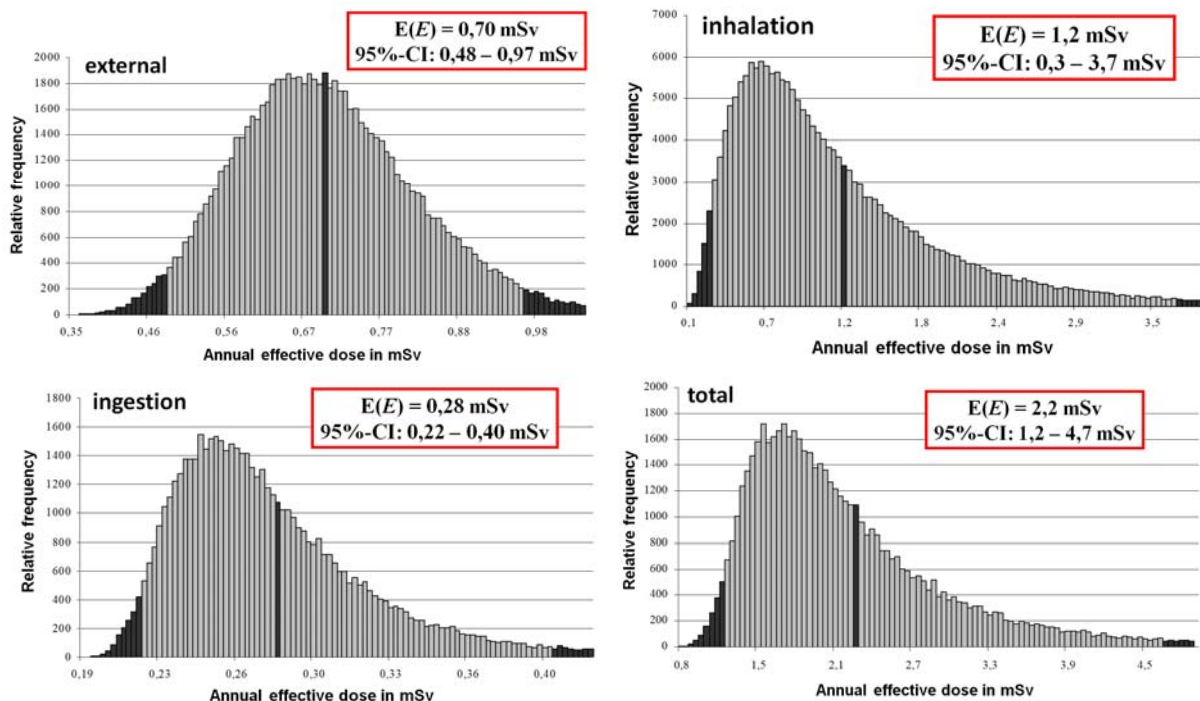 external
E(E) = 0,70 mSv
95%-CI: 0,48 – 0,97 mSv
Relative frequency
2000
1800
1600
1400
1200
1000
800
600
400
200
0
0,35 0,46 0,56 0,67 0,77 0,88 0,98
Annual effective dose in mSv
inhalation
E(E) = 1,2 mSv
95%-CI: 0,3 – 3,7 mSv
Relative frequency
7000
6000
5000
4000
3000
2000
1000
0
0,1 0,7 1,2 1,8 2,4 2,9 3,5
Annual effective dose in mSv
ingestion
E(E) = 0,28 mSv
95%-CI: 0,22 – 0,40 mSv
Relative frequency
1800
1600
1400
1200
1000
800
600
400
200
0
0,19 0,23 0,26 0,30 0,33 0,36 0,40
Annual effective dose in mSv
total
E(E) = 2,2 mSv
95%-CI: 1,2 – 4,7 mSv
Relative frequency
2000
1800
1600
1400
1200
1000
800
600
400
200
0
0,8 1,5 2,1 2,7 3,3 3,9 4,5
Annual effective dose in mSv